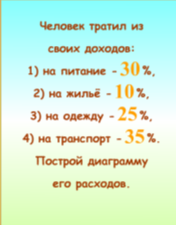 Человек тратил из
своих доходов:
1) на питание - 30%,
2) на жильё - 10%,
3) на одежду - 25%,
4) на транспорт - 35%.
Построй диаграмму
его расходов.